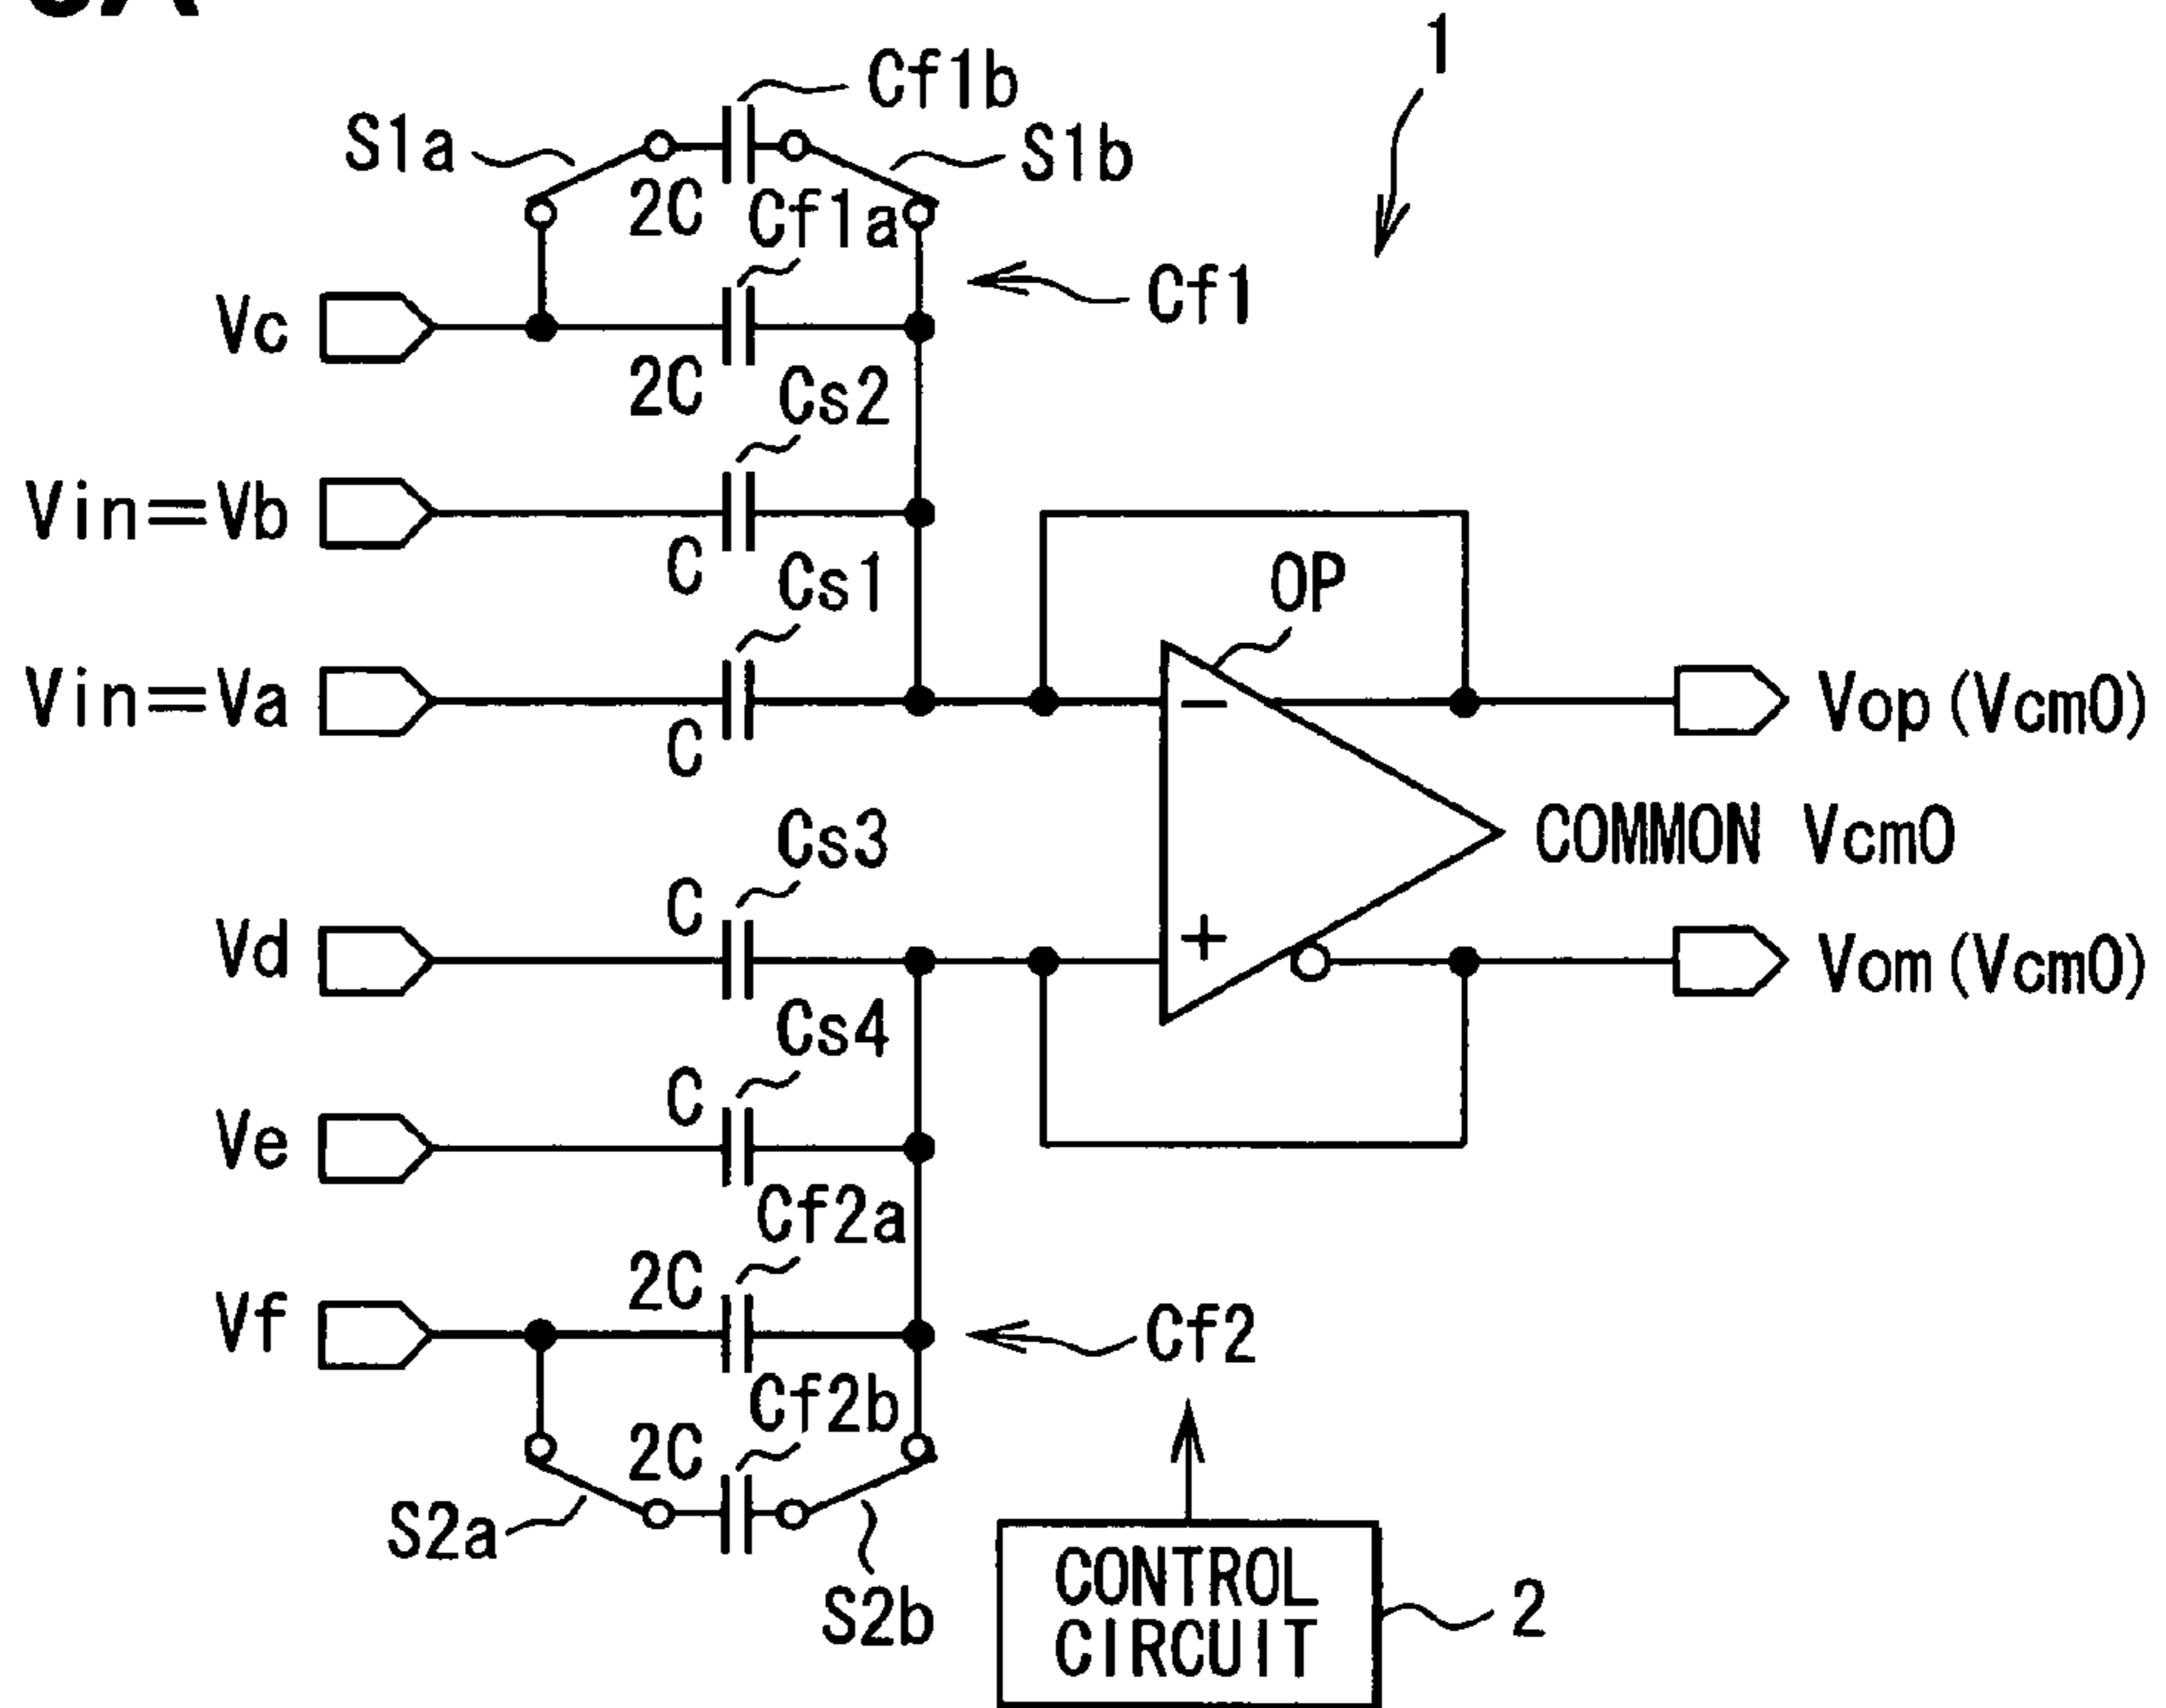 1
Cf1b
S1a
S1b
2C
Cf1a
Cf1
Vc
2C
Cs2
Vin=Vb
C
Cs1
OP
Vin=Va
C
Vop (Vcm0)
Cs3
COMMON Vcm0
C
Vd
Vom (Vcm0)
Cs4
C
Ve
Cf2a
2C
Vf
Cf2
Cf2b
2C
S2a
S2b
CONTROL
CIRCUIT
2
−
+